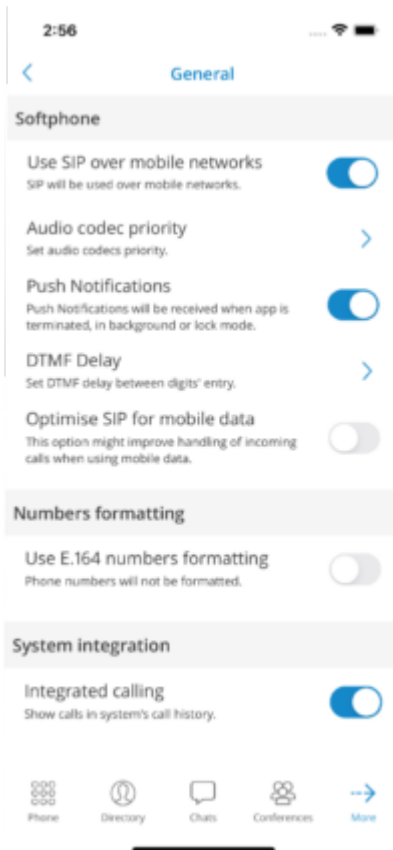 2:56
General
Softphone
Use SIP over mobile networks
SIP will be used over mobile networks.
Audio codec priority
Set audio codecs priority.
Push Notifications
Push Notifications will be received when app is
terminated, in background or lock mode.
DTMF Delay
Set DTMF delay between digits' entry.
Optimise SIP for mobile data
This option might improve handling of incoming
calls when using mobile data.
Numbers formatting
Use E.164 numbers formatting
Phone numbers will not be formatted.
System integration
Integrated calling
Show calls in system's call history.
Phone Directory Chats Conferences More